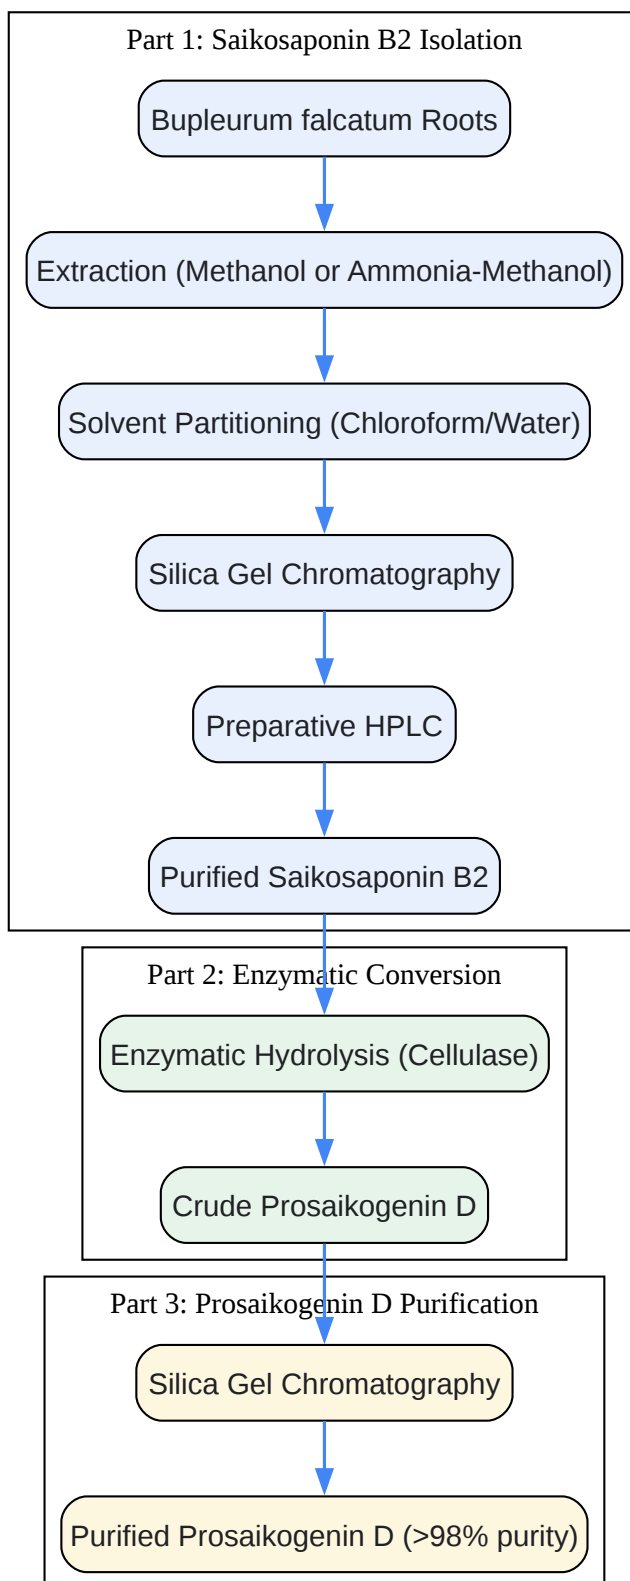 Part 1: Saikosaponin B2 Isolation
Bupleurum falcatum Roots
Extraction (Methanol or Ammonia-Methanol)
Solvent Partitioning (Chloroform/Water)
Silica Gel Chromatography
Preparative HPLC
Purified Saikosaponin B2
Part 2: Enzymatic Conversion
Enzymatic Hydrolysis (Cellulase)
Crude Prosaikogenin D
Part 3: Prosaikogenin D Purification
Silica Gel Chromatography
Purified Prosaikogenin D (>98% purity)